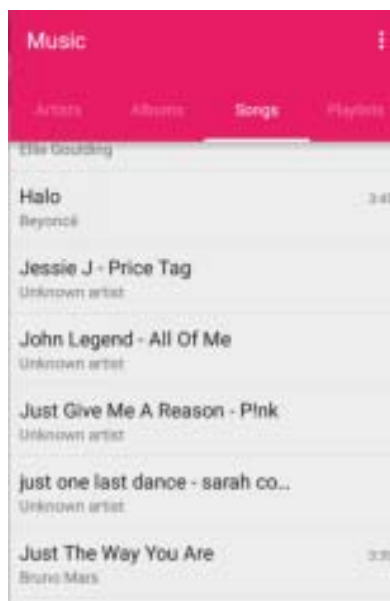 Music
Artists Albums Songs Playlists
Ellie Goulding
Halo
Beyoncé
Jessie J - Price Tag
Unknown artist
John Legend - All Of Me
Unknown artist
Just Give Me A Reason - P!nk
Unknown artist
just one last dance - sarah co...
Unknown artist
Just The Way You Are
Bruno Mars